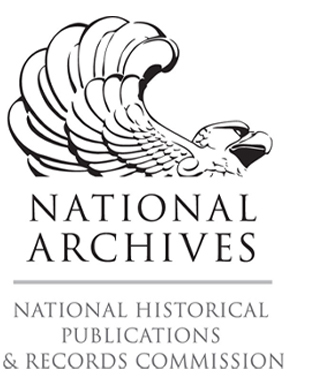 NATIONAL
ARCHIVES
NATIONAL HISTORICAL
PUBLICATIONS
& RECORDS COMMISSION